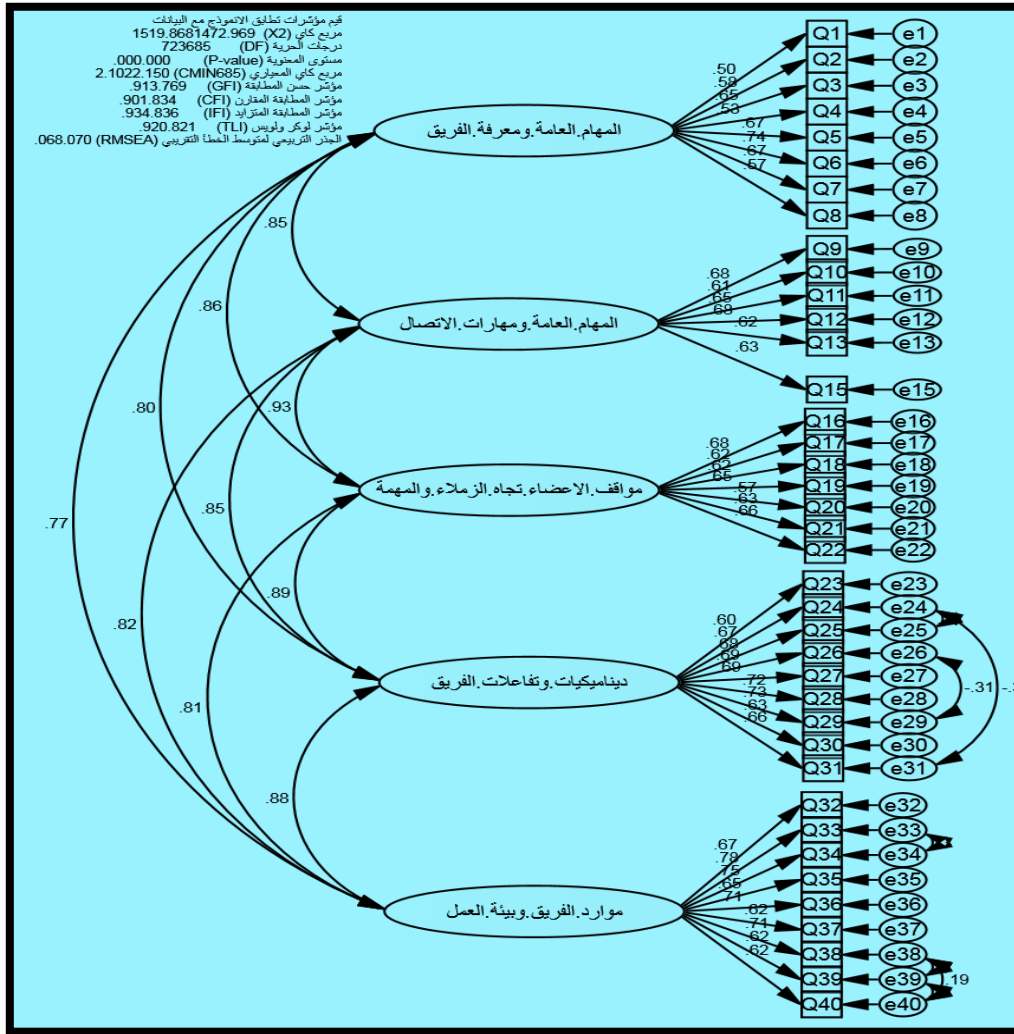 قيم مؤشرات تطابق الانموذج مع البيانات
مربع كاي (X2) 1519.8681472.969
درجات الحرية (DF) 723685
مستوى المعنوية (P-value) .000.000
مربع كاي المعياري (CMIN685) 2.1022.150
مؤشر حسن المطابقة (GFI) .913.769
مؤشر المطابقة المقارن (CFI) .901.834
مؤشر المطابقة المتزايد (IFI) .934.836
مؤشر لوكر ولويس (TLI) .920.821
الجذر التربيعي لمتوسط الخطأ التقريبي (RMSEA) .068.070
المهام.العامة.ومعرفة.الفريق
.50
.58
.65
.53
.67
.74
.67
.57
Q1 e1
Q2 e2
Q3 e3
Q4 e4
Q5 e5
Q6 e6
Q7 e7
Q8 e8
المهام.العامة.ومهارات.الاتصال
.68
.61
.65
.68
.62
.63
Q9 e9
Q10 e10
Q11 e11
Q12 e12
Q13 e13
Q15 e15
مواقف.الاعضاء.تجاه.الزملاء.والمهمة
.68
.62
.62
.65
.57
.63
.66
Q16 e16
Q17 e17
Q18 e18
Q19 e19
Q20 e20
Q21 e21
Q22 e22
ديناميكيات.وتفاعلات.الفريق
.60
.67
.68
.69
.69
.72
.73
.63
.66
Q23 e23
Q24 e24
Q25 e25
Q26 e26
Q27 e27
Q28 e28
Q29 e29
Q30 e30
Q31 e31
-.31
موارد.الفريق.وبيئة.العمل
.67
.78
.75
.65
.71
.62
.71
.62
.62
Q32 e32
Q33 e33
Q34 e34
Q35 e35
Q36 e36
Q37 e37
Q38 e38
Q39 e39
Q40 e40
.19
.85
.86
.80
.93
.77
.85
.89
.82
.81
.88